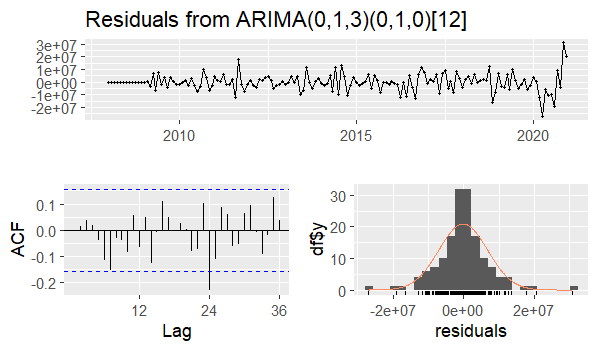 Residuals from ARIMA(0,1,3)(0,1,0)[12]
3e+07
2e+07
1e+07
0e+00
-1e+07
-2e+07
2010
2015
2020
ACF
0.1
0.0
-0.1
-0.2
12
24
36
Lag
df$y
30
20
10
0
-2e+07
0e+00
2e+07
residuals